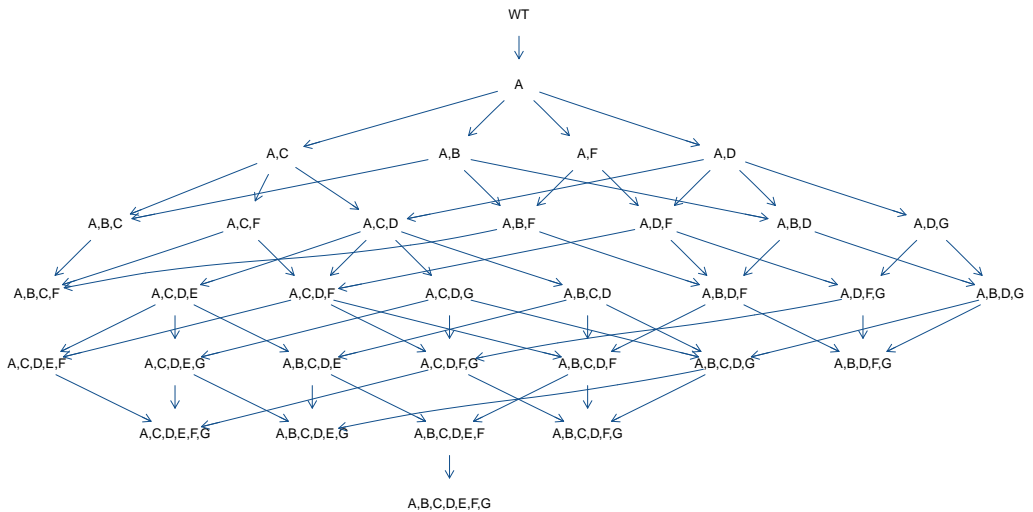 WT
A
A,C
A,B
A,F
A,D
A,B,C
A,C,F
A,C,D
A,B,F
A,D,F
A,B,D
A,D,G
A,B,C,F
A,C,D,E
A,C,D,F
A,C,D,G
A,B,C,D
A,B,D,F
A,D,F,G
A,B,D,G
A,C,D,E,F
A,C,D,E,G
A,B,C,D,E
A,C,D,F,G
A,B,C,D,F
A,B,C,D,G
A,B,D,F,G
A,C,D,E,F,G
A,B,C,D,E,G
A,B,C,D,E,F
A,B,C,D,F,G
A,B,C,D,E,F,G